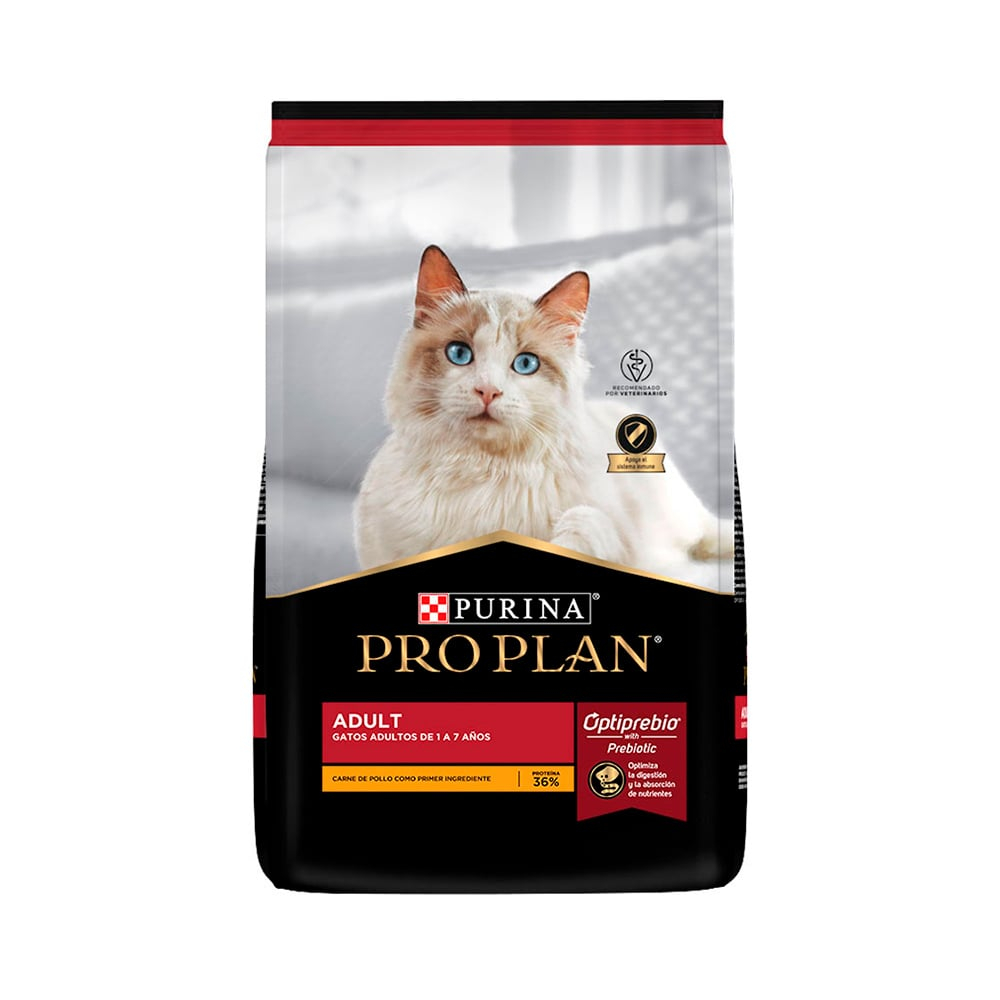 RECOMENDADO
POR VETERINARIOS
Apoya el
sistema inmune
PURINA®
PRO PLAN®
ADULT
GATOS ADULTOS DE 1 A 7 AÑOS
CARNE DE POLLO COMO PRIMER INGREDIENTE
PROTEÍNA
36%
Optiprebio®
with
Prebiotic
Optimiza
la digestión
y la absorción
de nutrientes